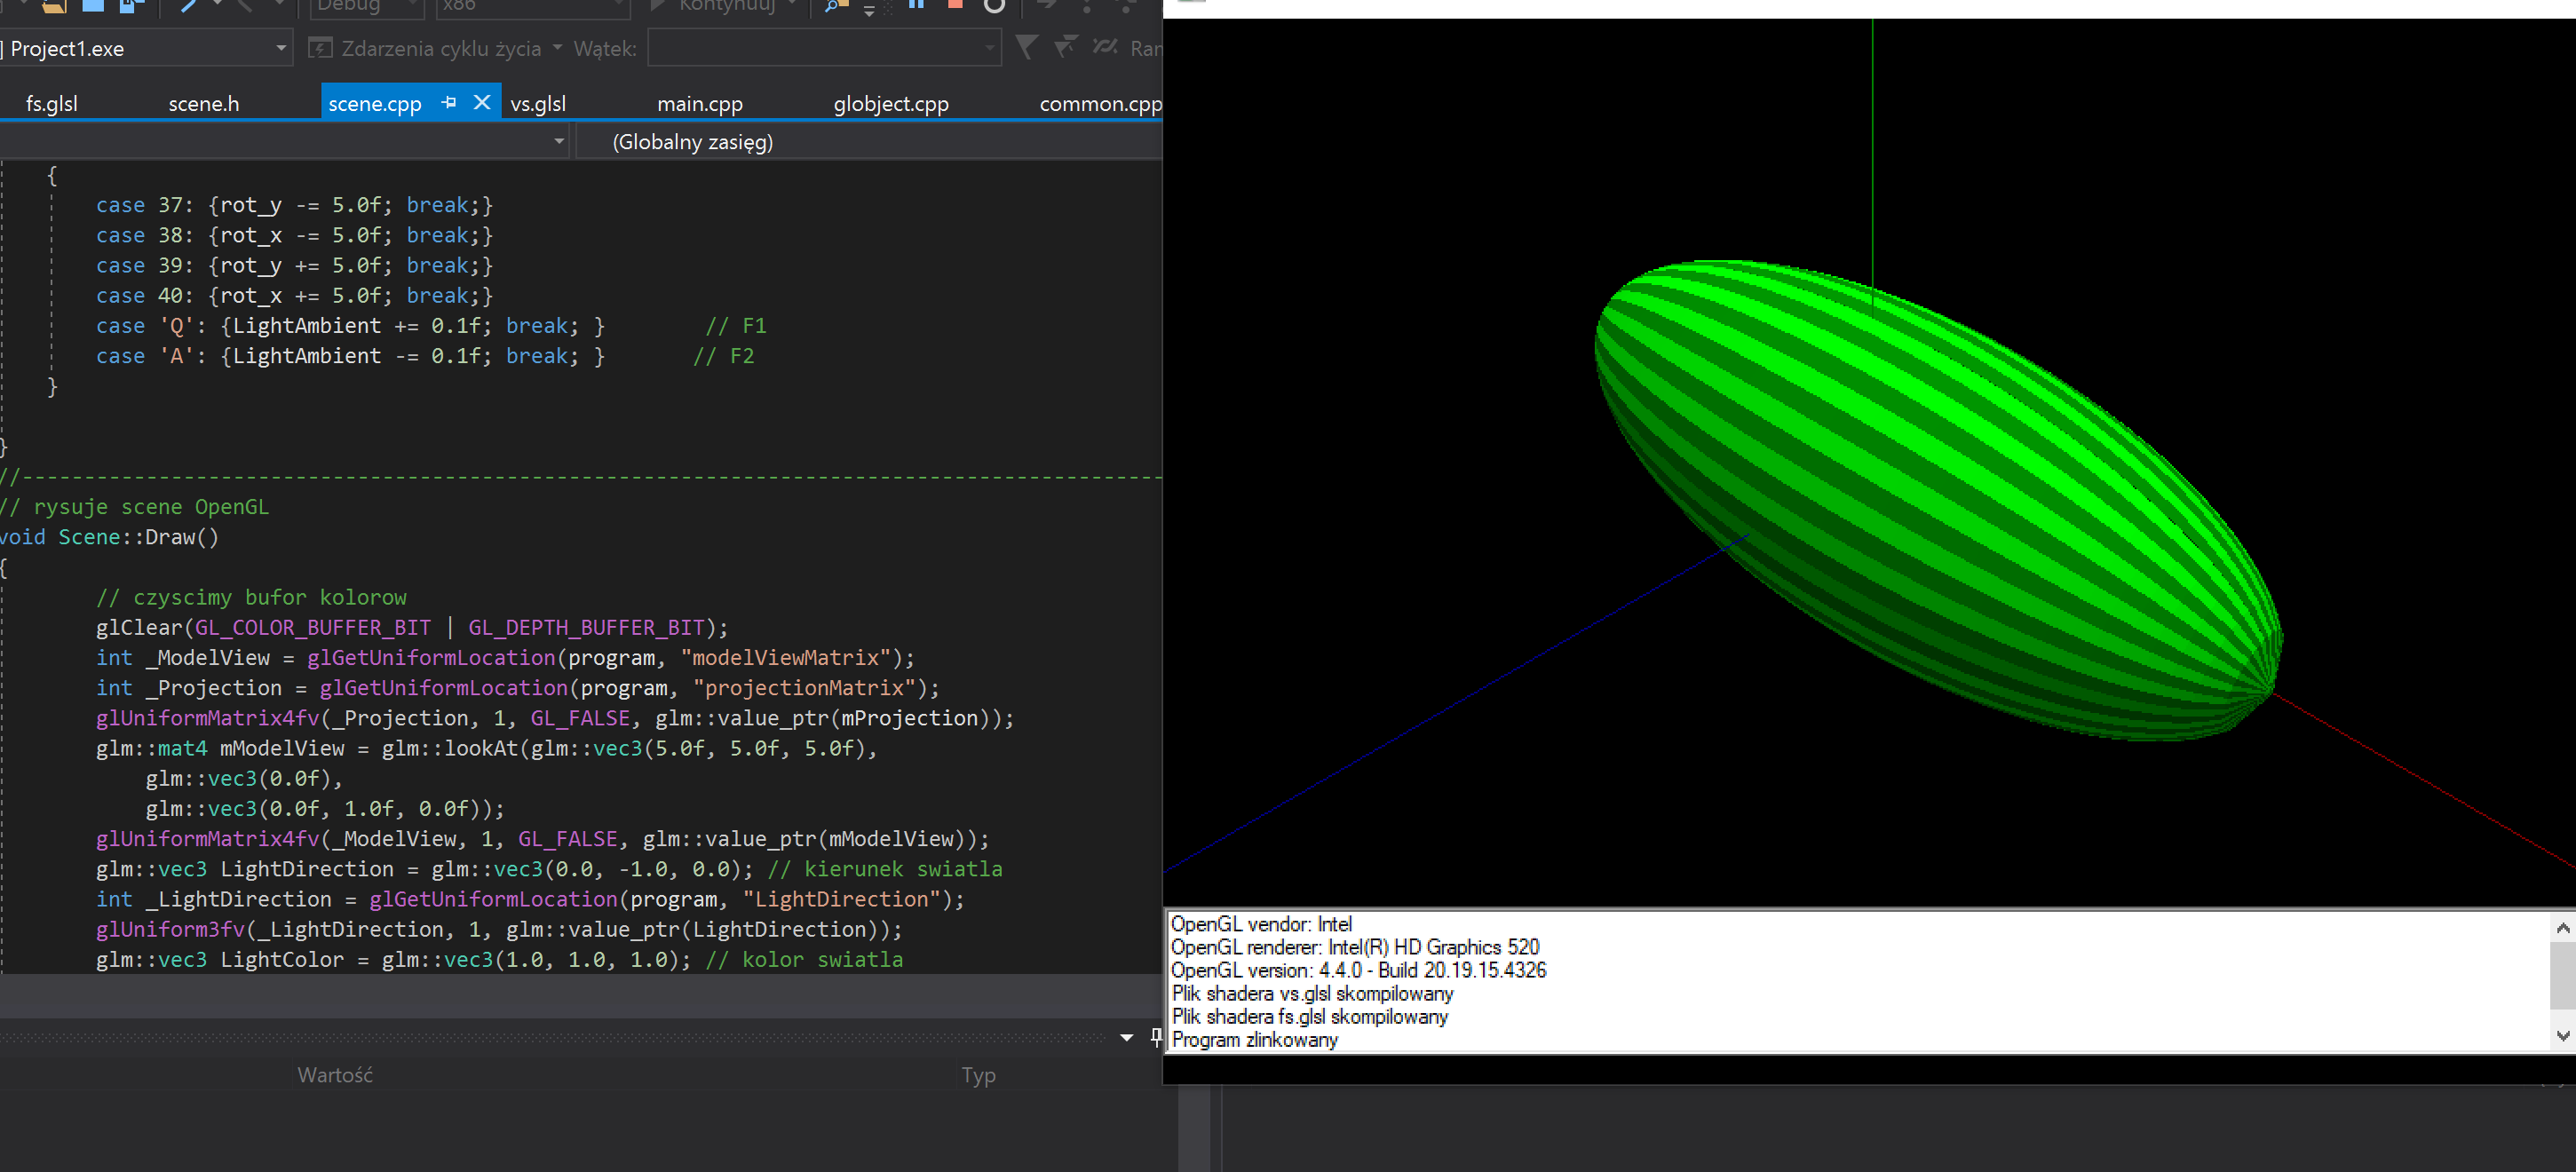 Debug x86 Kontynuuj
Project1.exe Zdarzenia cyklu życia Wątek:
fs.glsl scene.h scene.cpp vs.glsl main.cpp globject.cpp common.cpp
(Globalny zasięg)
{
case 37: {rot_y -= 5.0f; break;}
case 38: {rot_x -= 5.0f; break;}
case 39: {rot_y += 5.0f; break;}
case 40: {rot_x += 5.0f; break;}
case 'Q': {LightAmbient += 0.1f; break; } // F1
case 'A': {LightAmbient -= 0.1f; break; } // F2
}
}
//--------------------------------------------------------------------------------------------
// rysuje scene OpenGL
void Scene::Draw()
{
// czyscimy bufor kolorow
glClear(GL_COLOR_BUFFER_BIT | GL_DEPTH_BUFFER_BIT);
int _ModelView = glGetUniformLocation(program, "modelViewMatrix");
int _Projection = glGetUniformLocation(program, "projectionMatrix");
glUniformMatrix4fv(_Projection, 1, GL_FALSE, glm::value_ptr(mProjection));
glm::mat4 mModelView = glm::lookAt(glm::vec3(5.0f, 5.0f, 5.0f),
glm::vec3(0.0f),
glm::vec3(0.0f, 1.0f, 0.0f));
glUniformMatrix4fv(_ModelView, 1, GL_FALSE, glm::value_ptr(mModelView));
glm::vec3 LightDirection = glm::vec3(0.0, -1.0, 0.0); // kierunek swiatla
int _LightDirection = glGetUniformLocation(program, "LightDirection");
glUniform3fv(_LightDirection, 1, glm::value_ptr(LightDirection));
glm::vec3 LightColor = glm::vec3(1.0, 1.0, 1.0); // kolor swiatla
Wartość Typ
OpenGL vendor: Intel
OpenGL renderer: Intel(R) HD Graphics 520
OpenGL version: 4.4.0 - Build 20.19.15.4326
Plik shadera vs.glsl skompilowany
Plik shadera fs.glsl skompilowany
Program zlinkowany